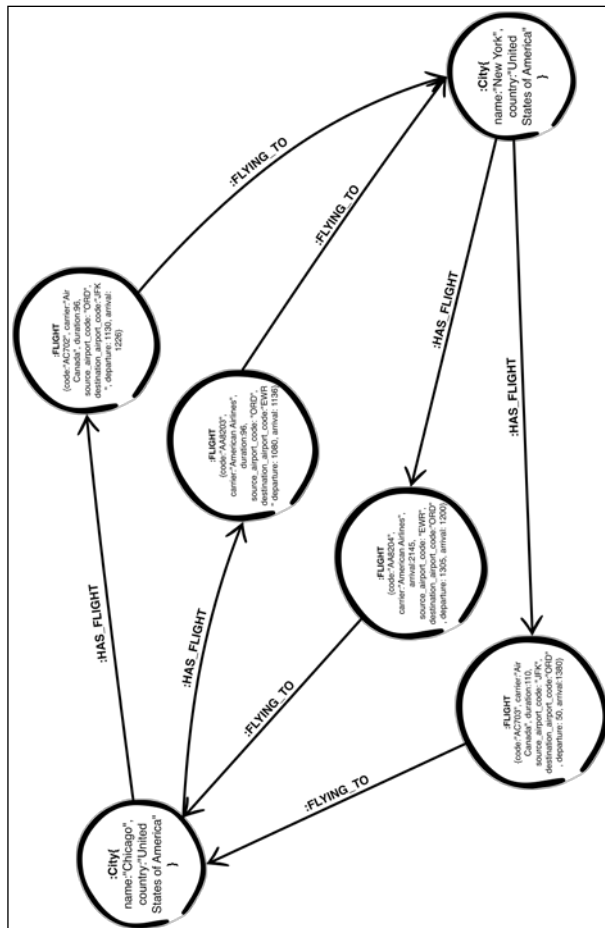 :City{
name:"New York",
country:"United
States of America"
}
:FLYING_TO
:FLYING_TO
:HAS_FLIGHT
:HAS_FLIGHT
:FLIGHT
{code:"AC702", carrier:"Air
Canada", duration:96,
source_airport_code: "ORD",
destination_airport_code:"JFK
", departure: 1130, arrival:
1226}
:FLIGHT
{code:"AA8203",
carrier:"American Airlines",
duration:96,
source_airport_code: "ORD",
destination_airport_code:"EWR
" departure: 1080, arrival: 1136}
:FLIGHT
{code:"AA8204",
carrier:"American Airlines",
arrival:2145,
source_airport_code: "EWR",
destination_airport_code:"ORD"
, departure: 1305, arrival: 1200}
:FLIGHT
{code:"AC703", carrier:"Air
Canada", duration:110,
source_airport_code: "JFK",
destination_airport_code:"ORD"
, departure: 50, arrival:1380}
:HAS_FLIGHT
:HAS_FLIGHT
:FLYING_TO
:FLYING_TO
:City{
name:"Chicago",
country:"United
States of America"
}